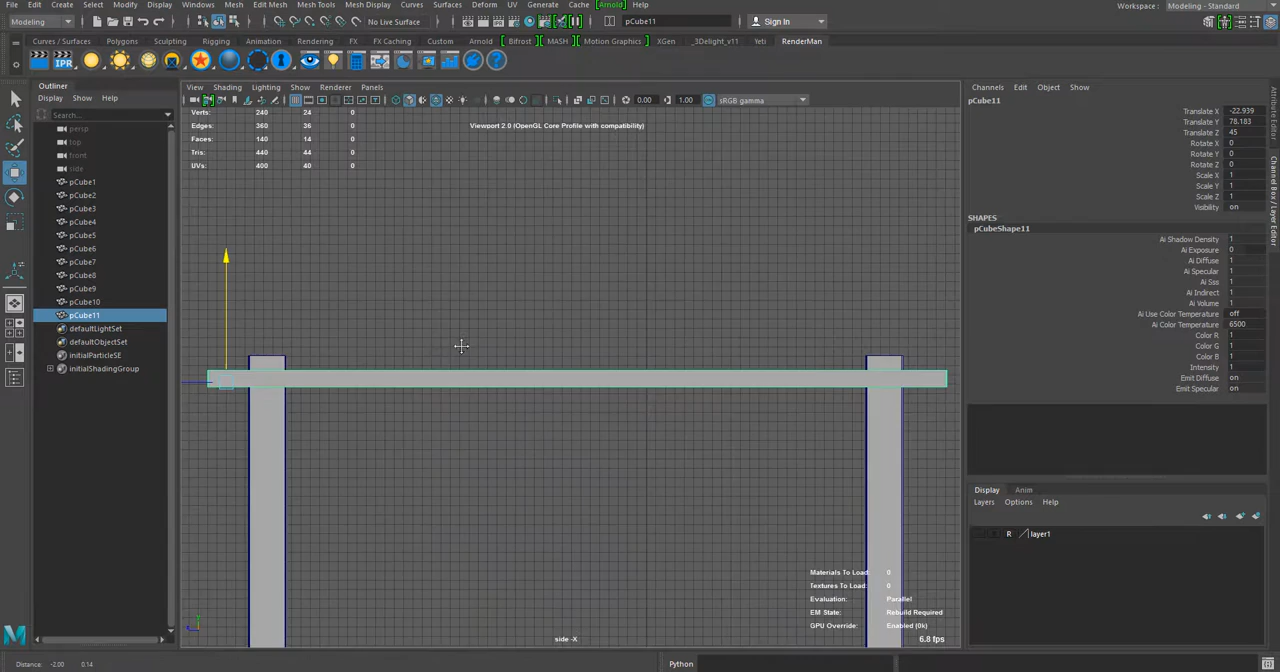 File Edit Create Select Modify Display Windows Mesh Edit Mesh Mesh Tools Mesh Display Curves Surfaces Deform UV Generate Cache Arnold Help
Workspace : Modeling - Standard
Modeling
No Live Surface
pCube11
Sign In
Curves / Surfaces Polygons Sculpting Rigging Animation Rendering FX FX Caching Custom Arnold Bifrost MASH Motion Graphics XGen _3Delight_v11 Yeti RenderMan
IPR
Outliner
Display Show Help
Search...
persp
top
front
side
pCube1
pCube2
pCube3
pCube4
pCube5
pCube6
pCube7
pCube8
pCube9
pCube10
pCube11
defaultLightSet
defaultObjectSet
initialParticleSE
initialShadingGroup
View Shading Lighting Show Renderer Panels
0.00 1.00 sRGB gamma
Verts: 240 24 0
Edges: 360 36 0
Faces: 140 14 0
Tris: 440 44 0
UVs: 400 40 0
Viewport 2.0 (OpenGL Core Profile with compatibility)
Materials To Load: 0
Textures To Load: 0
Evaluation: Parallel
EM State: Rebuild Required
GPU Override: Enabled (0k)
6.8 fps
side -X
Channels Edit Object Show
pCube11
Translate X -22.939
Translate Y 78.183
Translate Z 45
Rotate X 0
Rotate Y 0
Rotate Z 0
Scale X 1
Scale Y 1
Scale Z 1
Visibility on
SHAPES
pCubeShape11
Ai Shadow Density 1
Ai Exposure 0
Ai Diffuse 1
Ai Specular 1
Ai Sss 1
Ai Indirect 1
Ai Volume 1
Ai Use Color Temperature off
Ai Color Temperature 6500
Color R 1
Color G 1
Color B 1
Intensity 1
Emit Diffuse on
Emit Specular on
Display Anim
Layers Options Help
R layer1
Attribute Editor
Channel Box / Layer Editor
Distance: -2.00 0.14
Python